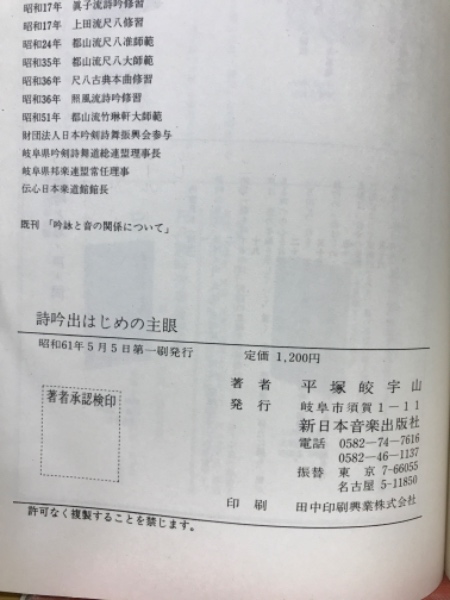 昭和17年 眞子流詩吟修習
昭和17年 上田流尺八修習
昭和24年 都山流尺八准師範
昭和35年 都山流尺八大師範
昭和36年 尺八古典本曲修習
昭和36年 照風流詩吟修習
昭和51年 都山流竹琳軒大師範
財団法人日本吟剣詩舞振興会参与
岐阜県吟剣詩舞道総連盟理事長
岐阜県邦楽連盟常任理事
伝心日本楽道館館長
既刊 「吟詠と音の関係について」
詩吟出はじめの主眼
昭和61年5月5日第一刷発行
定価 1,200円
著者承認検印
著者 平塚皎宇山
発行 岐阜市須賀1-11
新日本音楽出版社
電話 0582-74-7616
0582-46-1137
振替 東京7-66055
名古屋5-11850
印刷 田中印刷興業株式会社
許可なく複製することを禁じます。